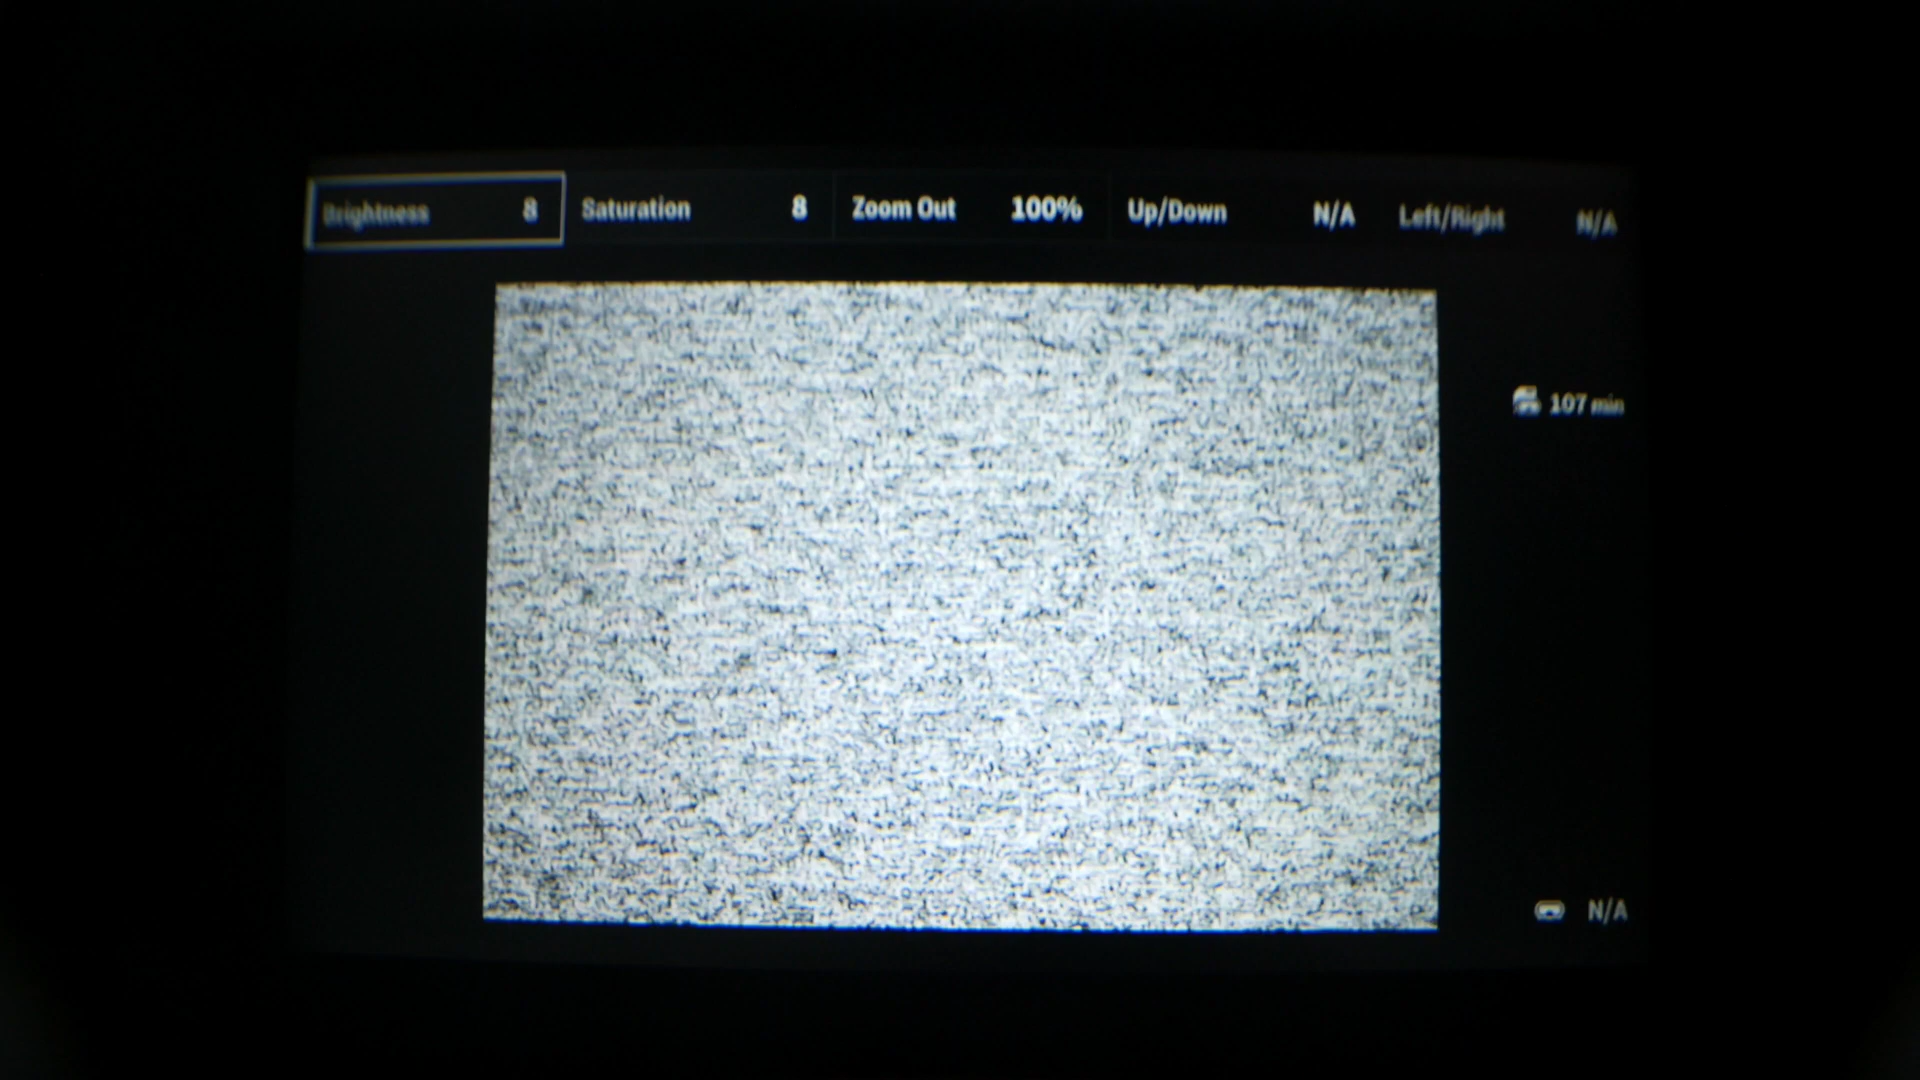 Brightness 8 Saturation 8 Zoom Out 100% Up/Down N/A Left/Right N/A
107 min
N/A